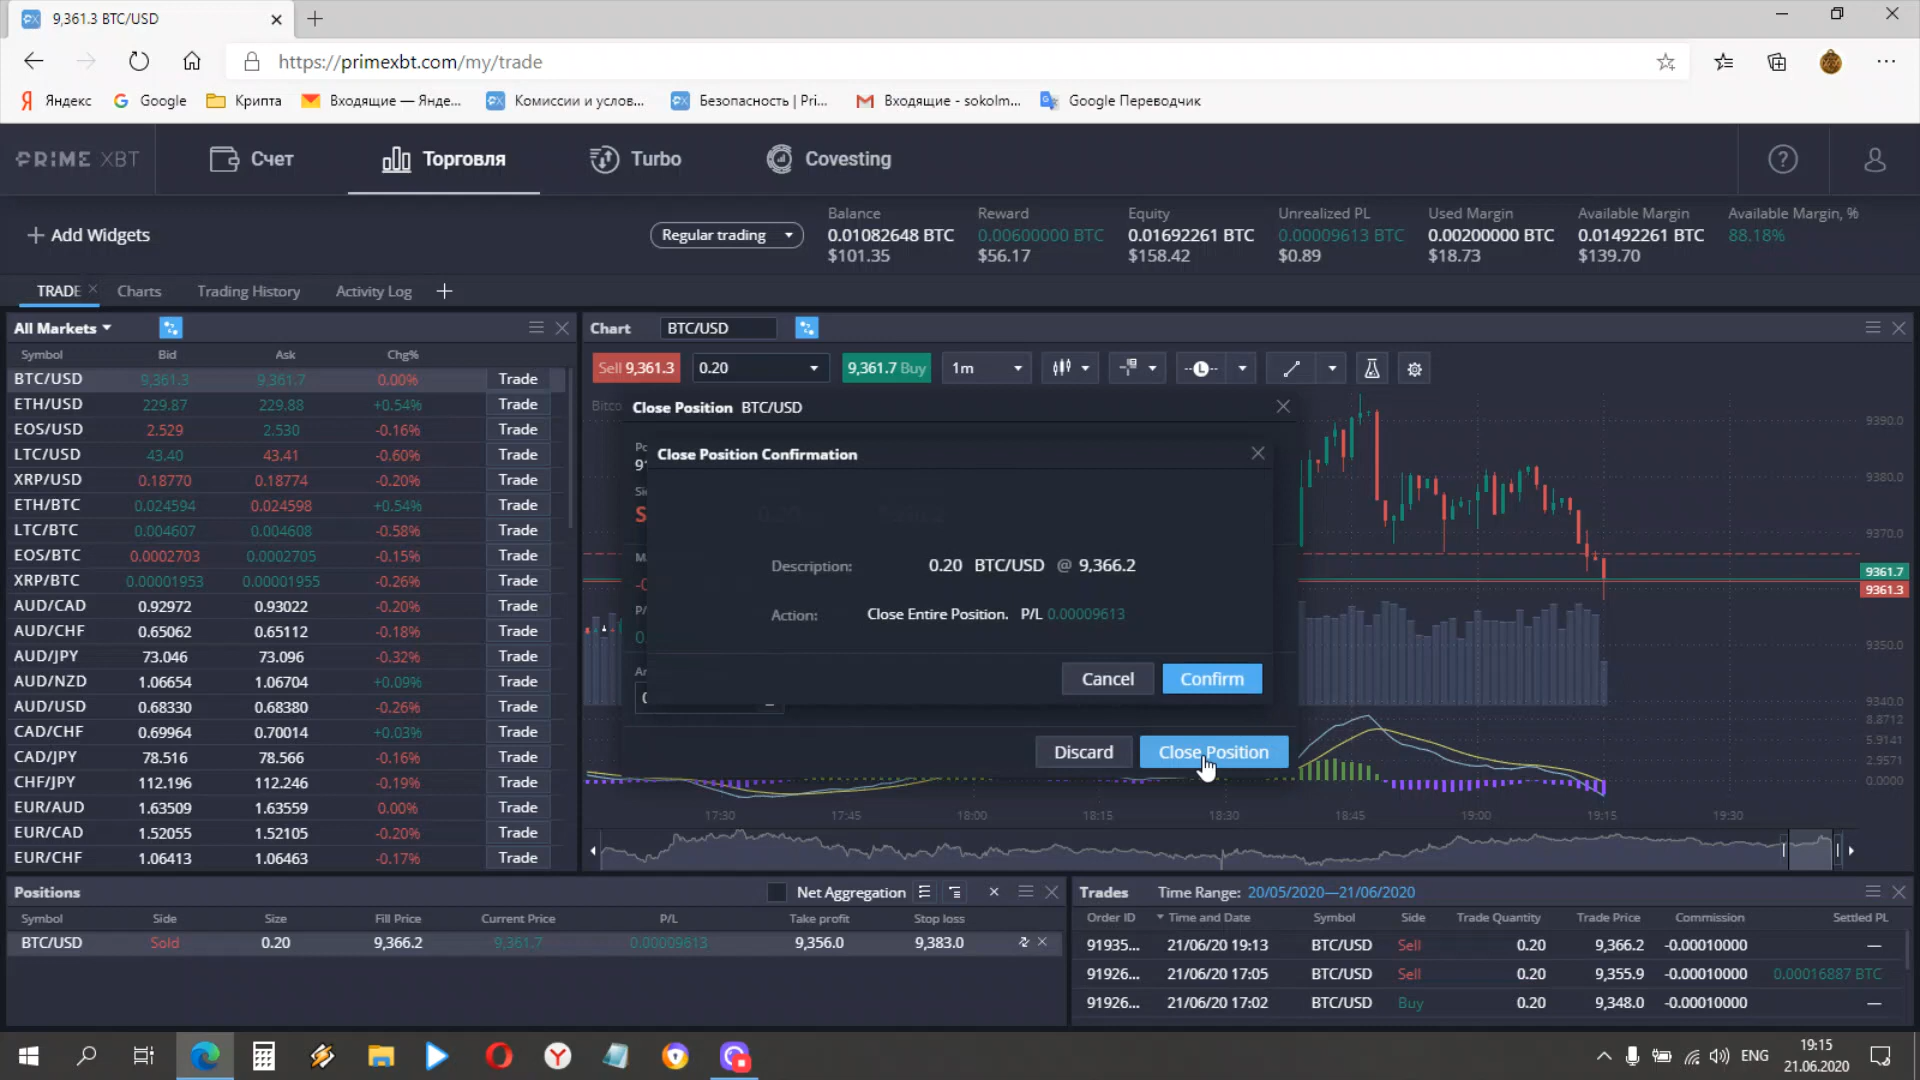 9,361.3 BTC/USD
https://primexbt.com/my/trade
Яндекс Google Крипта Входящие — Янде... Комиссии и услов... Безопасность | Pri... Входящие - sokolm... Google Переводчик
PRIME XBT Счет Торговля Turbo Covesting
Add Widgets
Regular trading
Balance Reward Equity Unrealized PL Used Margin Available Margin Available Margin, %
0.01082648 BTC 0.00600000 BTC 0.01692261 BTC 0.00009613 BTC 0.00200000 BTC 0.01492261 BTC 88.18%
$101.35 $56.17 $158.42 $0.89 $18.73 $139.70
TRADE Charts Trading History Activity Log
All Markets
Symbol Bid Ask Chg%
BTC/USD 9,361.3 9,361.7 0.00% Trade
ETH/USD 229.87 229.88 +0.54% Trade
EOS/USD 2.529 2.530 -0.16% Trade
LTC/USD 43.40 43.41 -0.60% Trade
XRP/USD 0.18770 0.18774 -0.20% Trade
ETH/BTC 0.024594 0.024598 +0.54% Trade
LTC/BTC 0.004607 0.004608 -0.58% Trade
EOS/BTC 0.0002703 0.0002705 -0.15% Trade
XRP/BTC 0.00001953 0.00001955 -0.26% Trade
AUD/CAD 0.92972 0.93022 -0.20% Trade
AUD/CHF 0.65062 0.65112 -0.18% Trade
AUD/JPY 73.046 73.096 -0.32% Trade
AUD/NZD 1.06654 1.06704 +0.09% Trade
AUD/USD 0.68330 0.68380 -0.26% Trade
CAD/CHF 0.69964 0.70014 +0.03% Trade
CAD/JPY 78.516 78.566 -0.16% Trade
CHF/JPY 112.196 112.246 -0.19% Trade
EUR/AUD 1.63509 1.63559 0.00% Trade
EUR/CAD 1.52055 1.52105 -0.20% Trade
EUR/CHF 1.06413 1.06463 -0.17% Trade
Chart BTC/USD
Sell 9,361.3 0.20 9,361.7 Buy 1m
Close Position BTC/USD
Close Position Confirmation
Description: 0.20 BTC/USD @ 9,366.2
Action: Close Entire Position. P/L 0.00009613
Cancel Confirm
Discard Close Position
9390.0
9380.0
9370.0
9361.7
9361.3
9350.0
9340.0
8.8712
5.9141
2.9571
0.0000
17:30 17:45 18:00 18:15 18:30 18:45 19:00 19:15 19:30
Positions Net Aggregation
Symbol Side Size Fill Price Current Price P/L Take profit Stop loss
BTC/USD Sold 0.20 9,366.2 9,361.7 0.00009613 9,356.0 9,383.0
Trades Time Range: 20/05/2020—21/06/2020
Order ID Time and Date Symbol Side Trade Quantity Trade Price Commission Settled PL
91935... 21/06/20 19:13 BTC/USD Sell 0.20 9,366.2 -0.00010000 —
91926... 21/06/20 17:05 BTC/USD Sell 0.20 9,355.9 -0.00010000 0.00016887 BTC
91926... 21/06/20 17:02 BTC/USD Buy 0.20 9,348.0 -0.00010000 —
ENG 19:15
21.06.2020